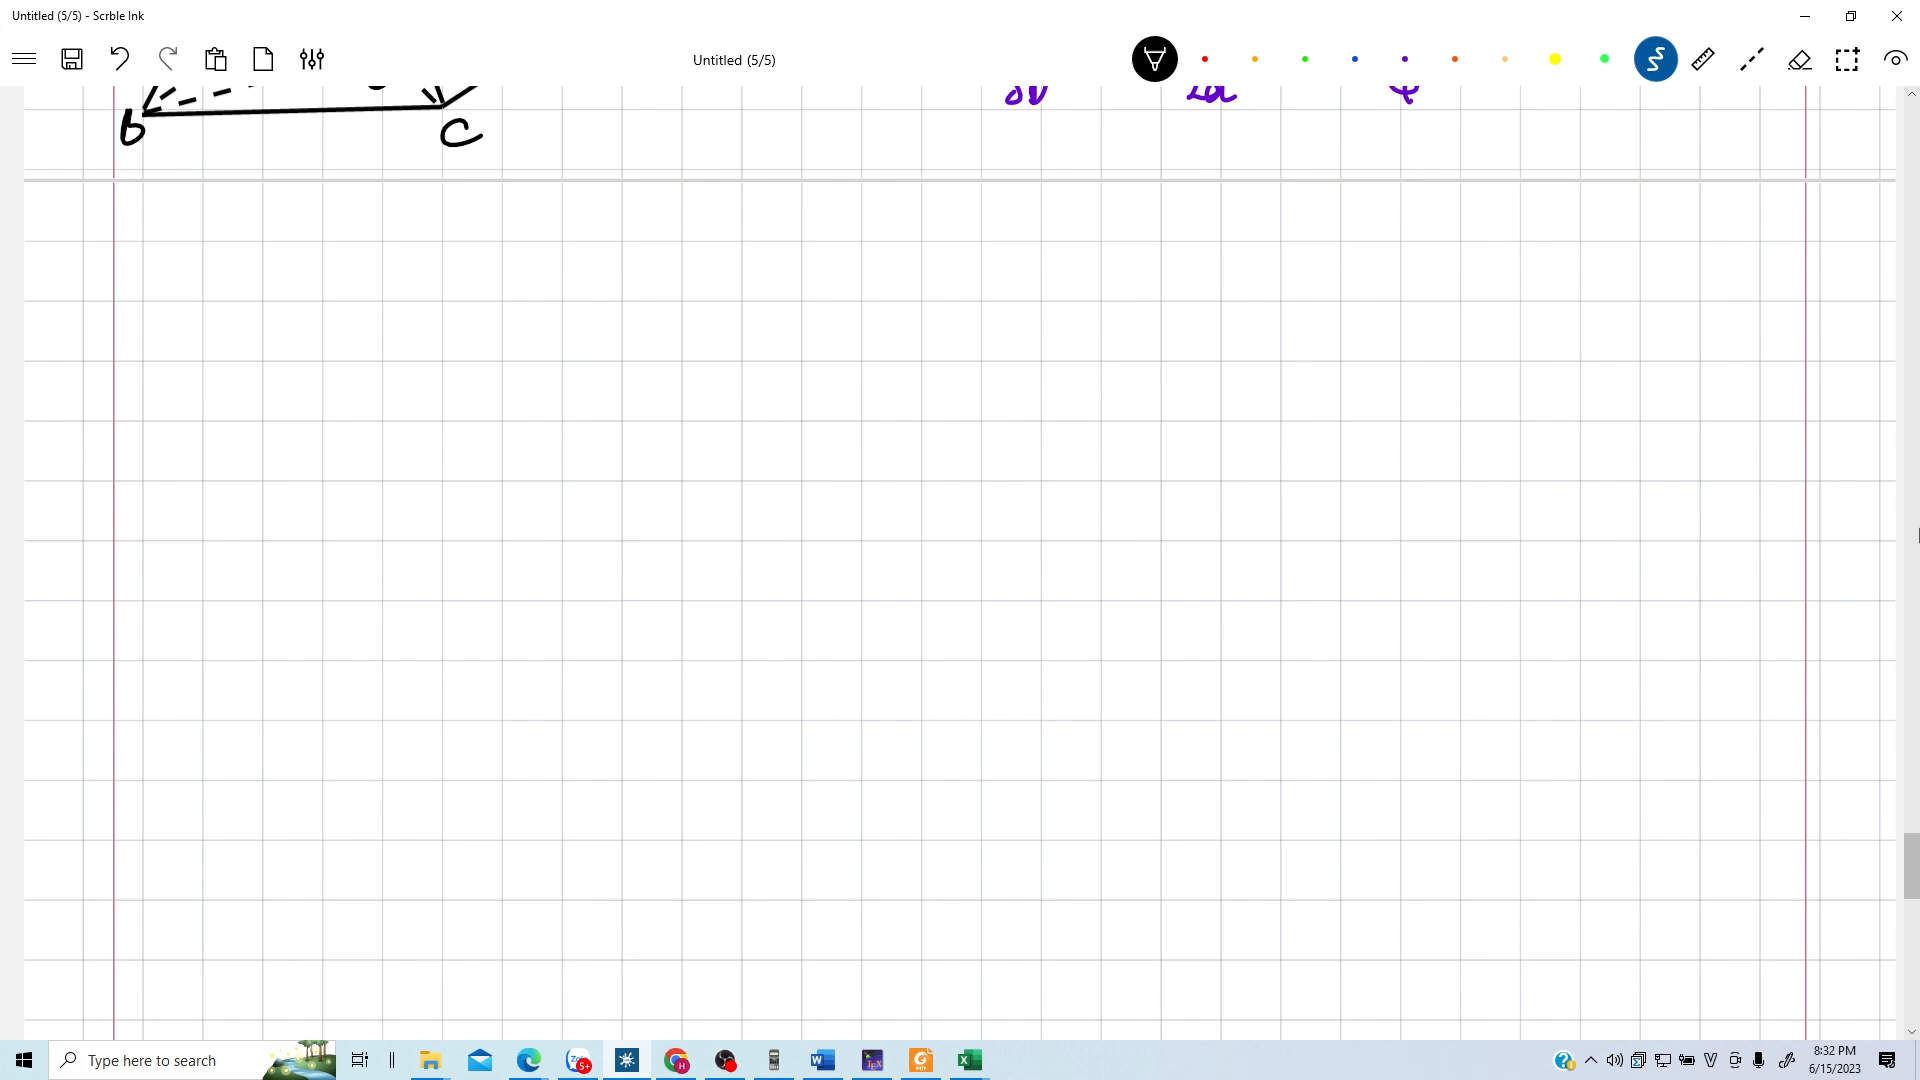 Untitled (5/5) - Scrble Ink
Untitled (5/5)
B
C
Type here to search
8:32 PM
6/15/2023